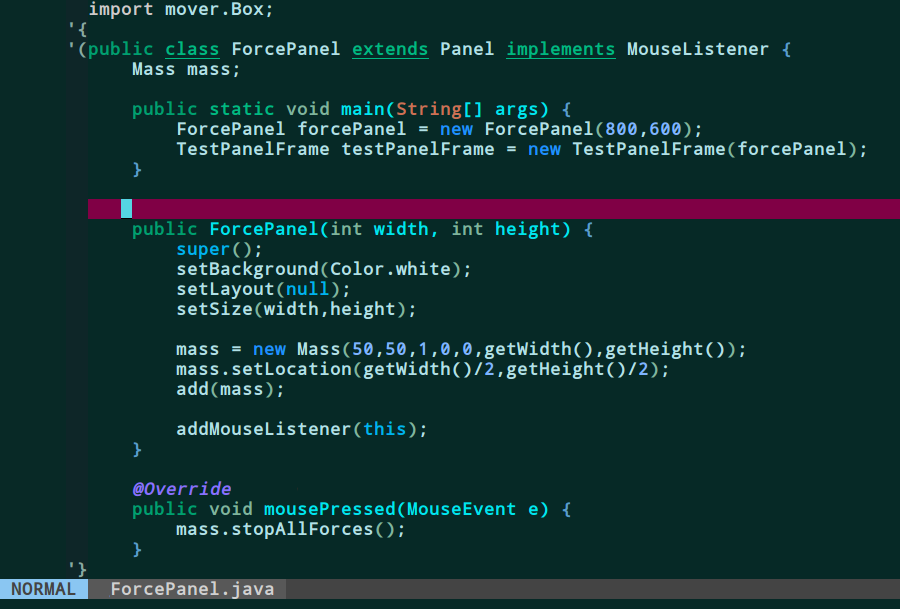 import mover.Box;
'{
'(public class ForcePanel extends Panel implements MouseListener {
Mass mass;
public static void main(String[] args) {
ForcePanel forcePanel = new ForcePanel(800,600);
TestPanelFrame testPanelFrame = new TestPanelFrame(forcePanel);
}
public ForcePanel(int width, int height) {
super();
setBackground(Color.white);
setLayout(null);
setSize(width,height);
mass = new Mass(50,50,1,0,0,getWidth(),getHeight());
mass.setLocation(getWidth()/2,getHeight()/2);
add(mass);
addMouseListener(this);
}
@Override
public void mousePressed(MouseEvent e) {
mass.stopAllForces();
}
'}
NORMAL ForcePanel.java